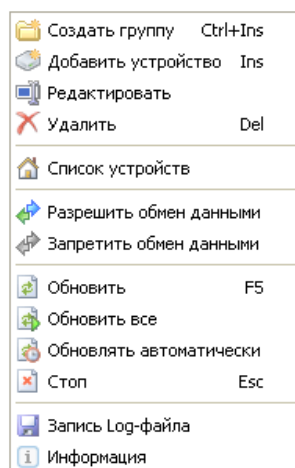 Создать группу Ctrl+Ins
Добавить устройство Ins
Редактировать
Удалить Del
Список устройств
Разрешить обмен данными
Запретить обмен данными
Обновить F5
Обновить все
Обновлять автоматически
Стоп Esc
Запись Log-файла
Информация